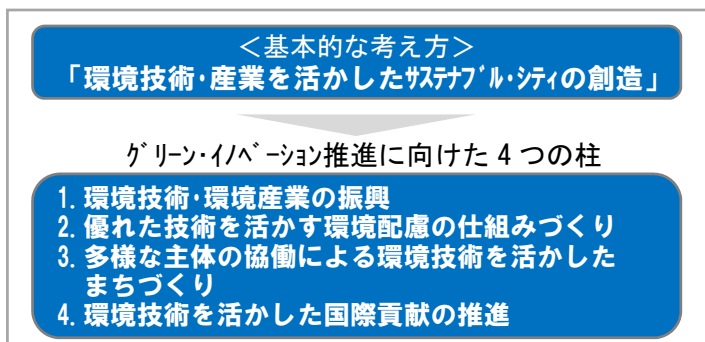 ＜基本的な考え方＞
「環境技術･産業を活かしたｻｽﾃﾅﾌﾞﾙ･ｼﾃｨの創造」
ｸﾞﾘｰﾝ･ｲﾉﾍﾞｰｼｮﾝ推進に向けた４つの柱
1. 環境技術･環境産業の振興
2. 優れた技術を活かす環境配慮の仕組みづくり
3. 多様な主体の協働による環境技術を活かした
まちづくり
4. 環境技術を活かした国際貢献の推進